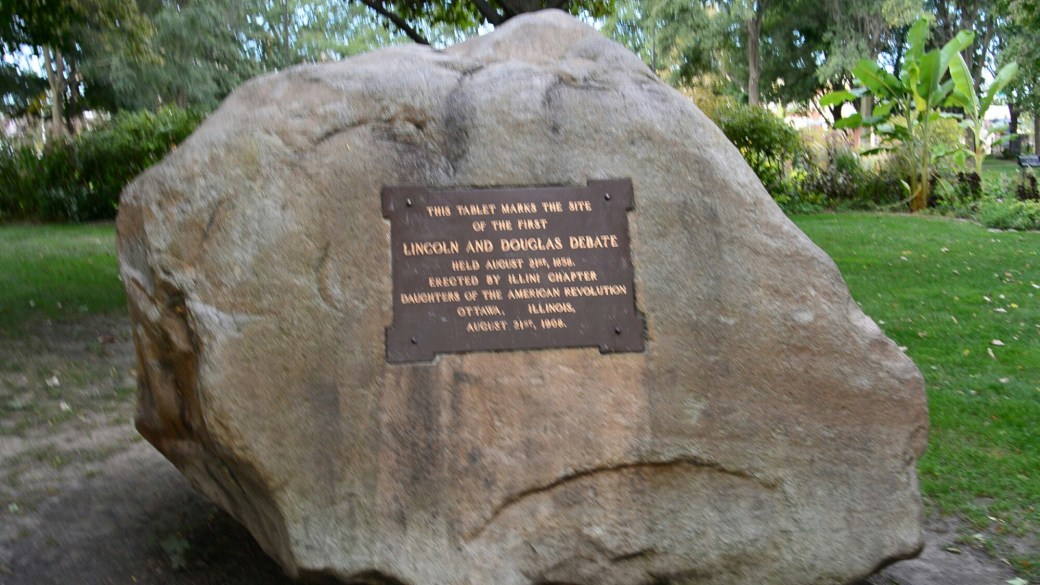 THIS TABLET MARKS THE SITE
OF THE FIRST
LINCOLN AND DOUGLAS DEBATE
HELD AUGUST 21ST, 1858.
ERECTED BY ILLINI CHAPTER
DAUGHTERS OF THE AMERICAN REVOLUTION
OTTAWA, ILLINOIS,
AUGUST 21ST, 1908.